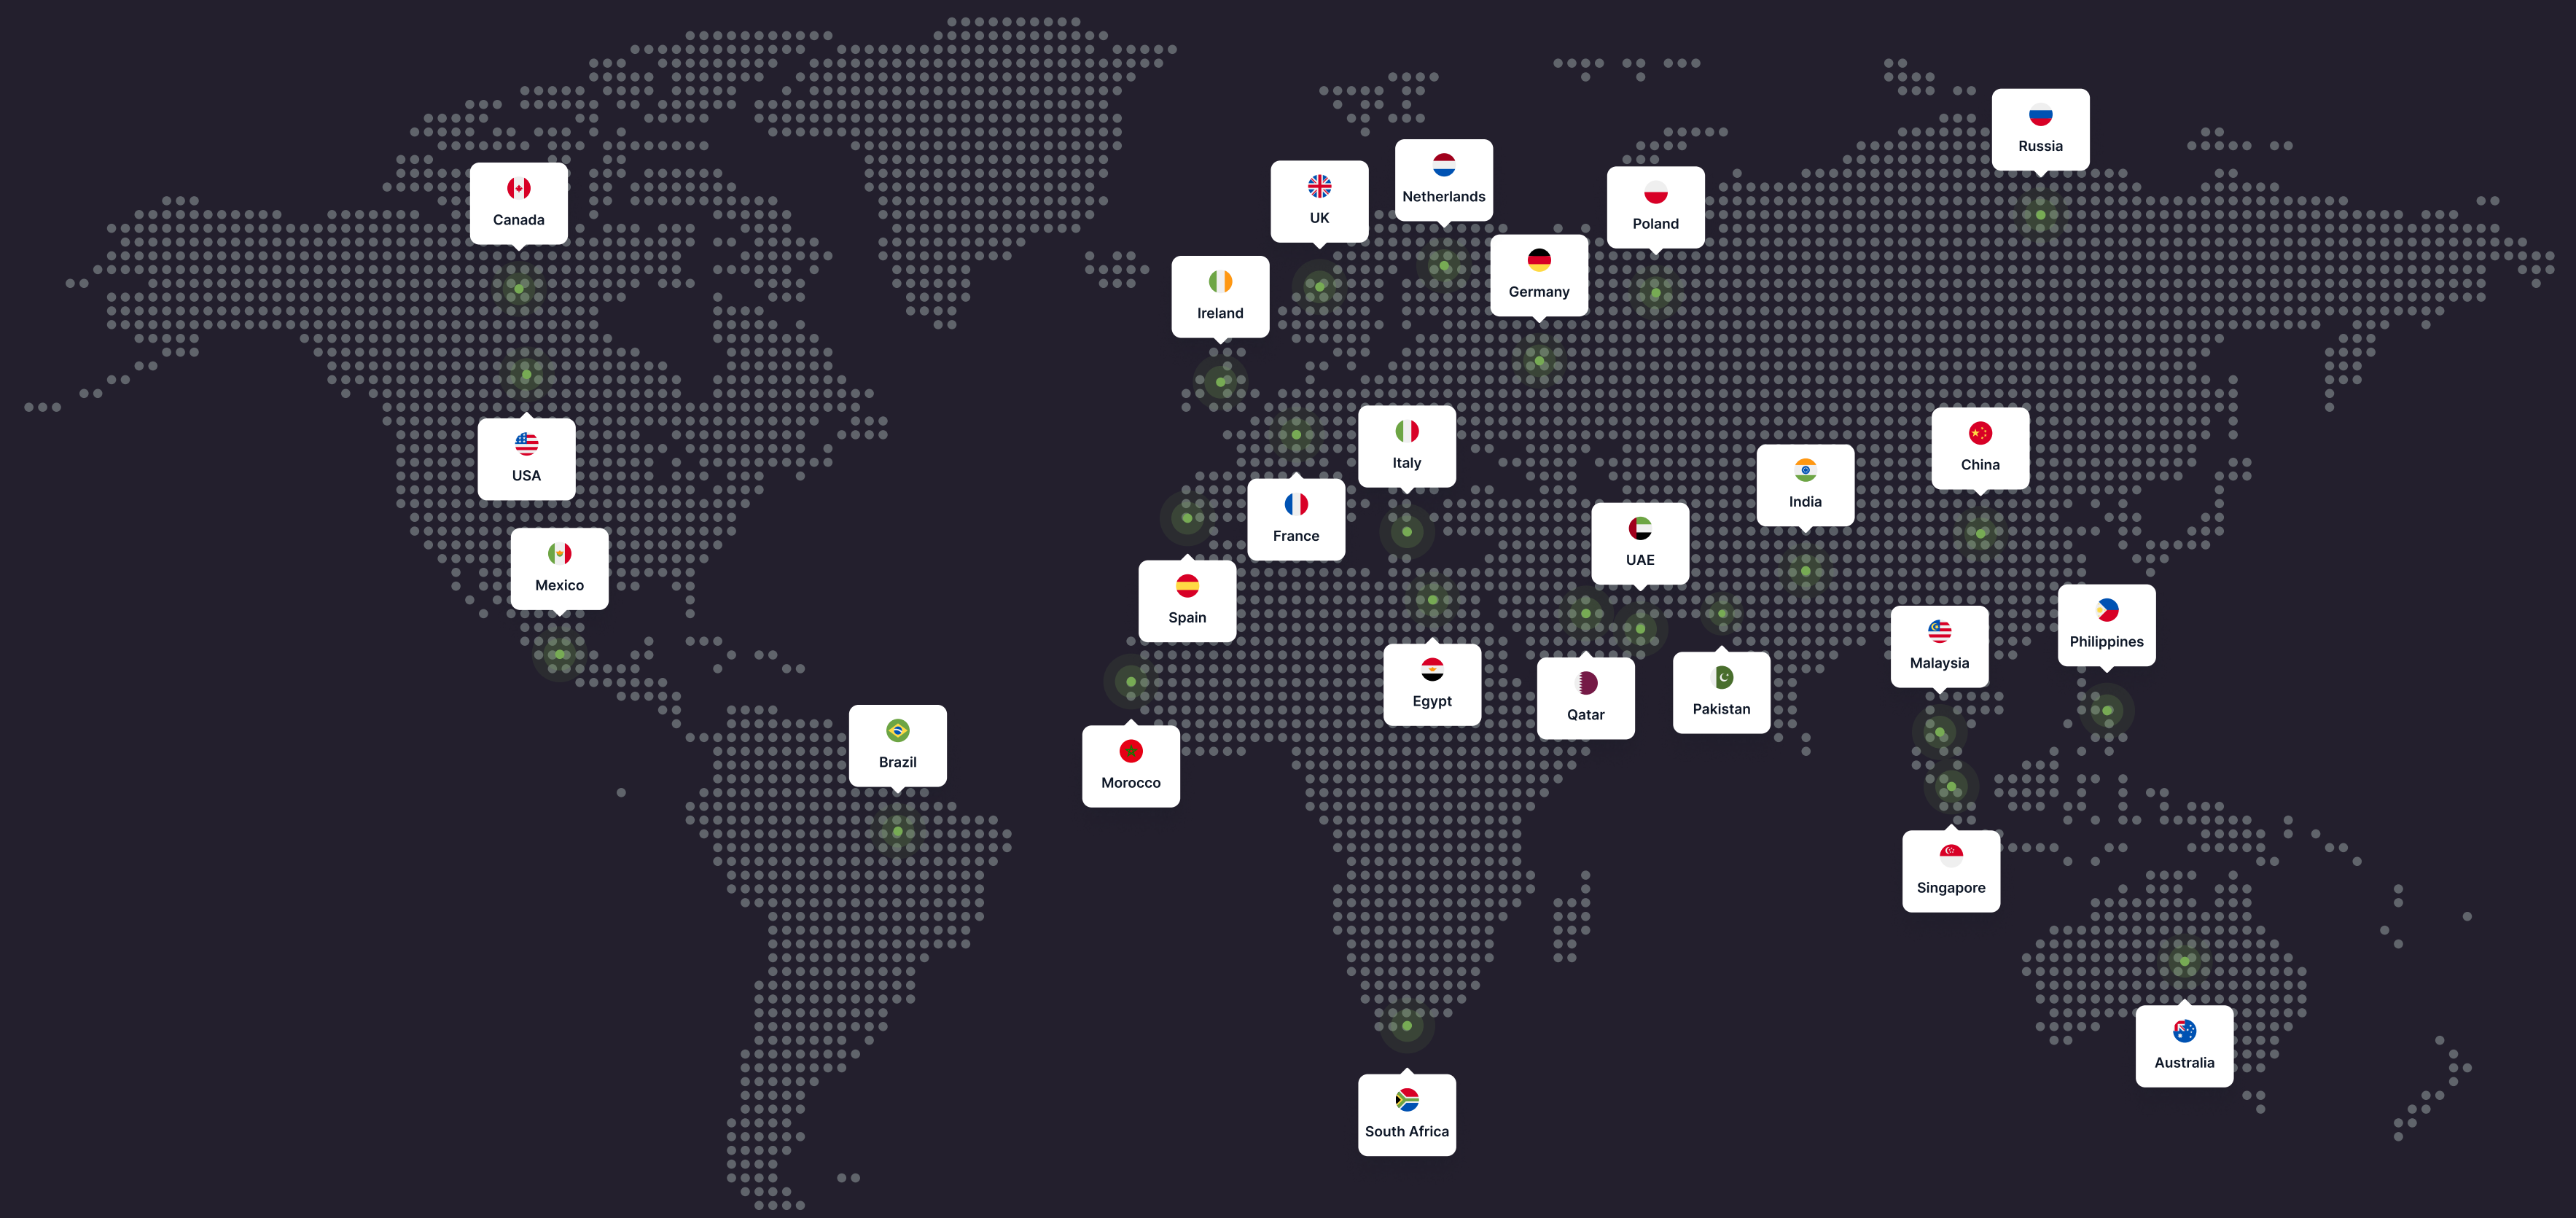 Russia
Canada
UK
Netherlands
Poland
Ireland
Germany
USA
Italy
China
India
France
UAE
Mexico
Spain
Malaysia
Philippines
Egypt
Qatar
Pakistan
Brazil
Morocco
Singapore
Australia
South Africa